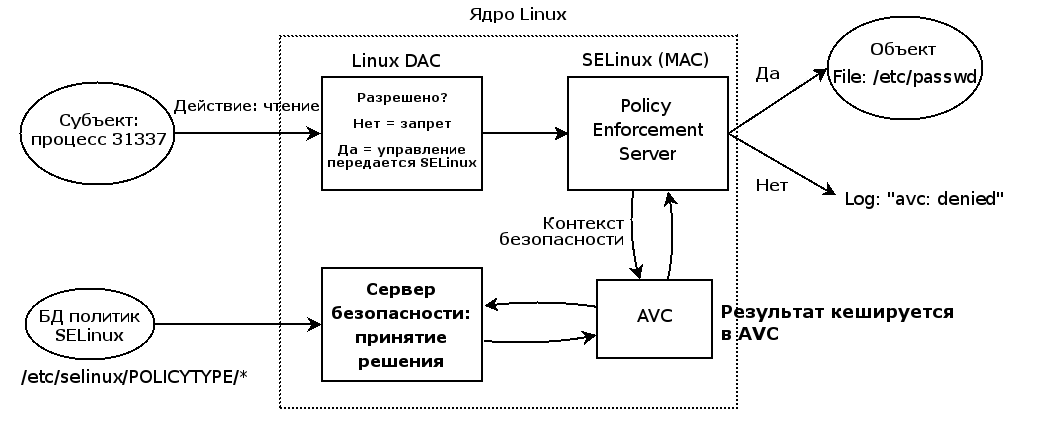 Ядро Linux
Linux DAC
SELinux (MAC)
Субъект:
процесс 31337
Действие: чтение
Разрешено?
Нет = запрет
Да = управление
передается SELinux
Policy
Enforcement
Server
Да
Объект
File: /etc/passwd
Нет
Log: "avc: denied"
Контекст
безопасности
БД политик
SELinux
/etc/selinux/POLICYTYPE/*
Сервер
безопасности:
принятие
решения
AVC
Результат кешируется
в AVC